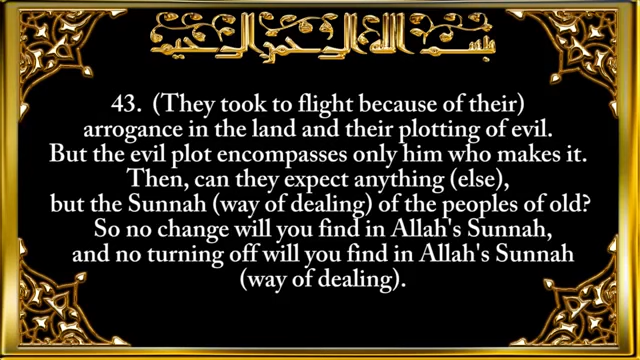 بسم الله الرحمن الرحيم
43. (They took to flight because of their)
arrogance in the land and their plotting of evil.
But the evil plot encompasses only him who makes it.
Then, can they expect anything (else),
but the Sunnah (way of dealing) of the peoples of old?
So no change will you find in Allah's Sunnah,
and no turning off will you find in Allah's Sunnah
(way of dealing).